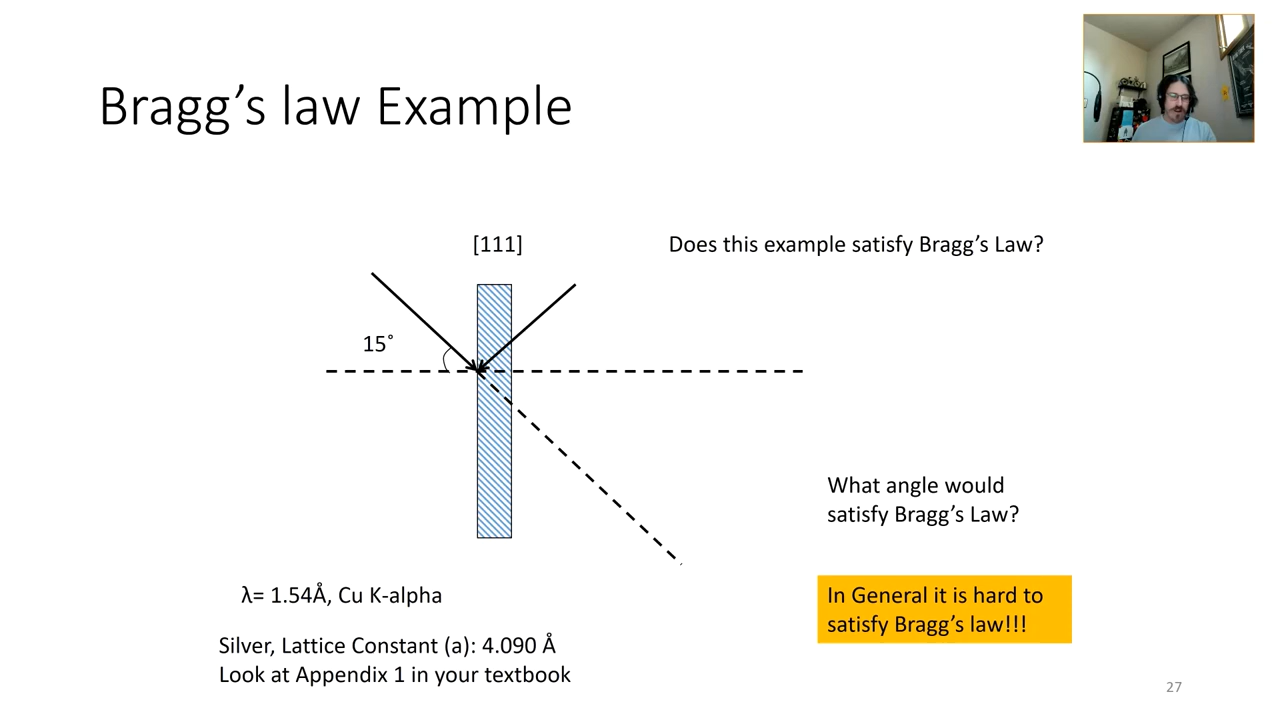 Bragg’s law Example
[111]
Does this example satisfy Bragg’s Law?
15˚
What angle would
satisfy Bragg’s Law?
λ= 1.54Å, Cu K-alpha
In General it is hard to
satisfy Bragg’s law!!!
Silver, Lattice Constant (a): 4.090 Å
Look at Appendix 1 in your textbook
27